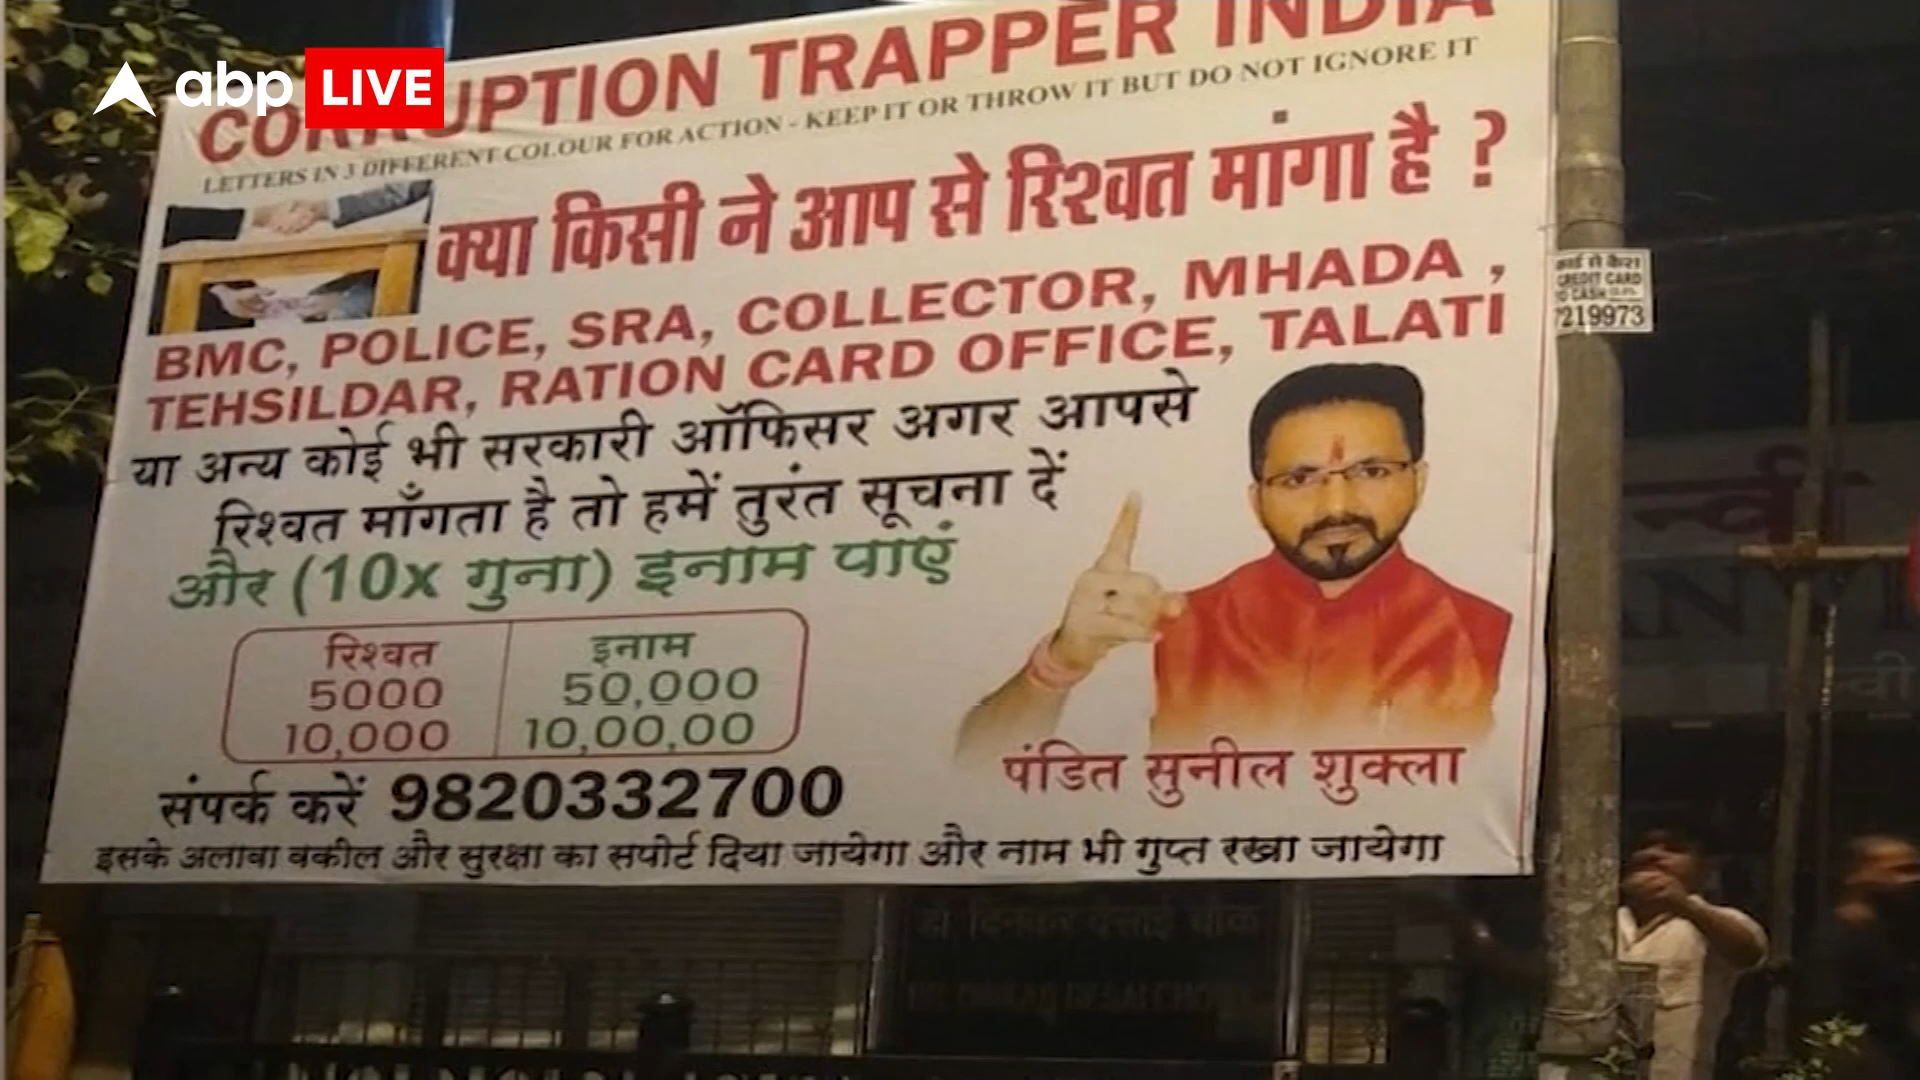 abp LIVE
CORRUPTION TRAPPER INDIA
LETTERS IN 3 DIFFERENT COLOUR FOR ACTION - KEEP IT OR THROW IT BUT DO NOT IGNORE IT
क्या किसी ने आप से रिश्वत मांगा है ?
BMC, POLICE, SRA, COLLECTOR, MHADA ,
TEHSILDAR, RATION CARD OFFICE, TALATI
या अन्य कोई भी सरकारी ऑफिसर अगर आपसे
रिश्वत माँगता है तो हमें तुरंत सूचना दें
और (10x गुना) इनाम पाएं
रिश्वत इनाम
5000 50,000
10,000 10,00,00
पंडित सुनील शुक्ला
संपर्क करें 9820332700
इसके अलावा वकील और सुरक्षा का सपोर्ट दिया जायेगा और नाम भी गुप्त रखा जायेगा
CREDIT CARD
CASH
7219973